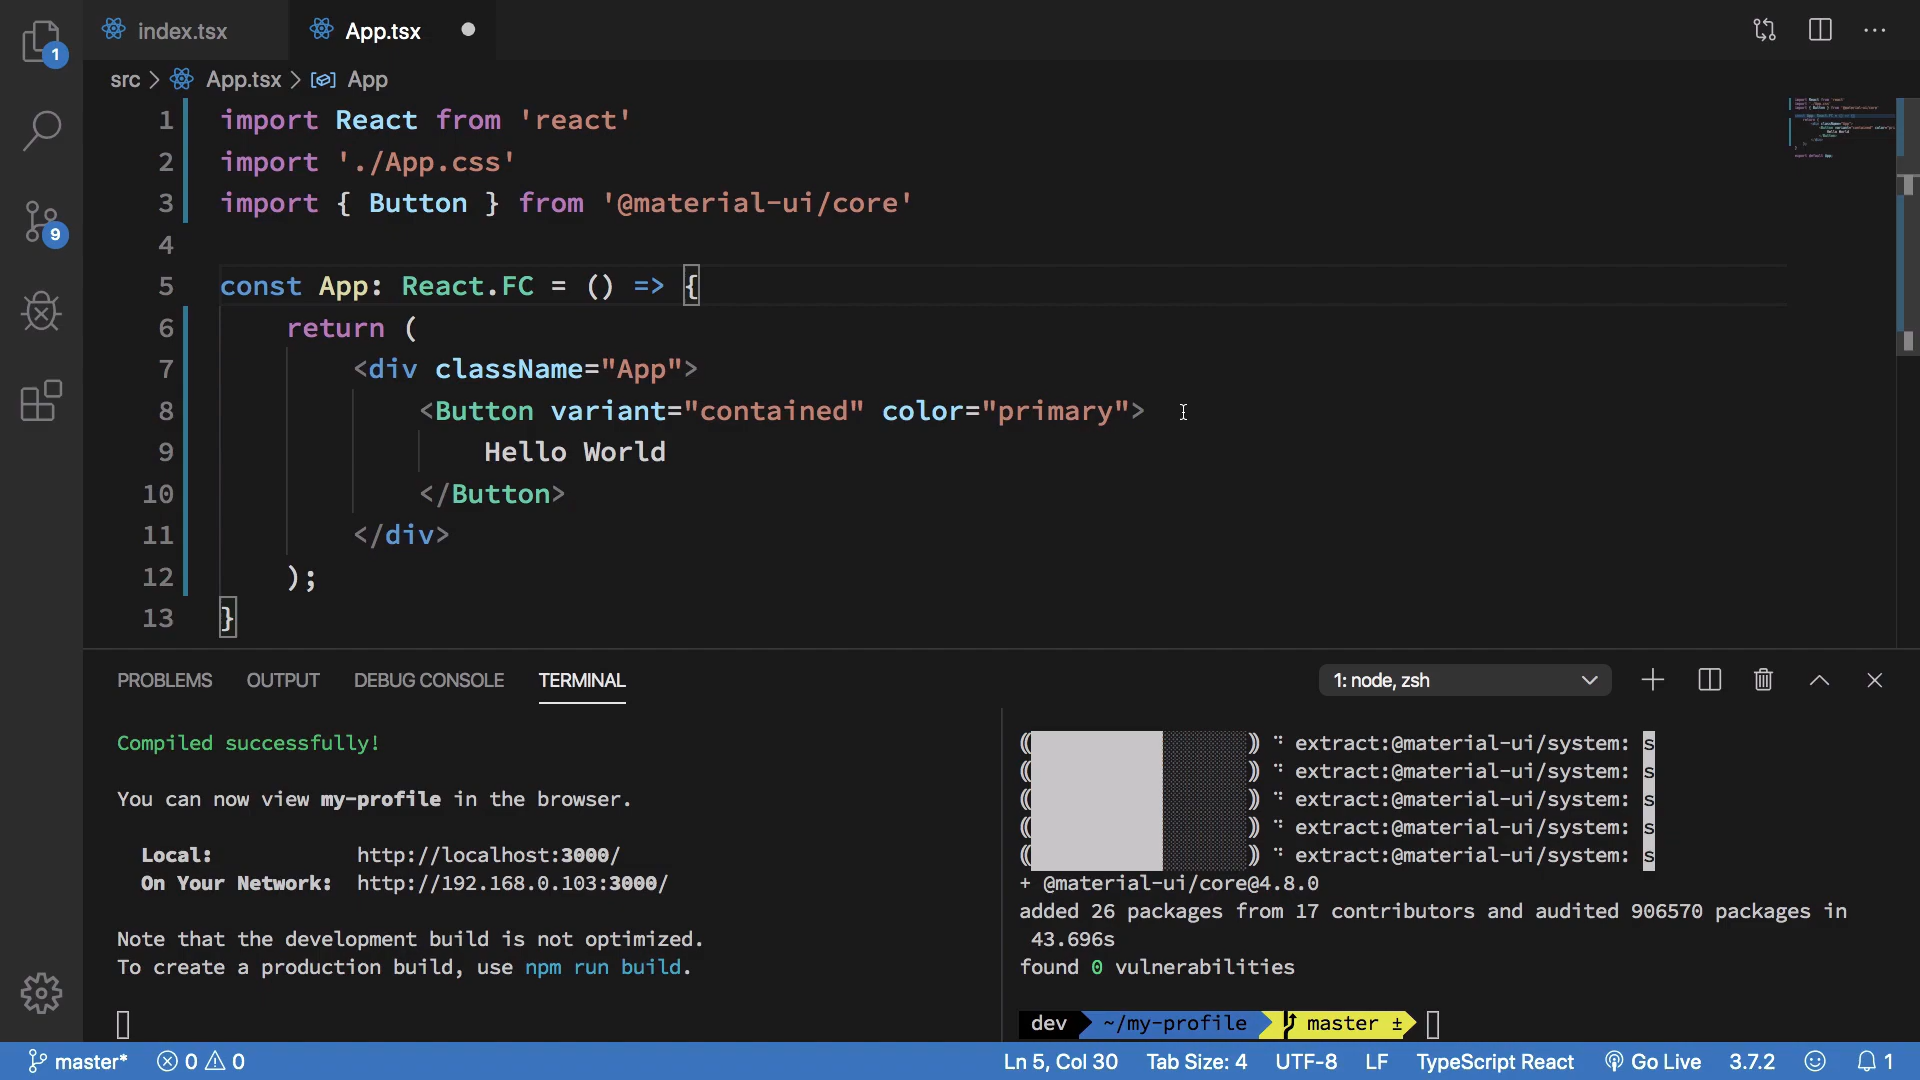 1
9
index.tsx
App.tsx
src > App.tsx > App
1 import React from 'react'
2 import './App.css'
3 import { Button } from '@material-ui/core'
4
5 const App: React.FC = () => {
6 return (
7 <div className="App">
8 <Button variant="contained" color="primary">
9 Hello World
10 </Button>
11 </div>
12 );
13 }
PROBLEMS OUTPUT DEBUG CONSOLE TERMINAL
1: node, zsh
Compiled successfully!
You can now view my-profile in the browser.
Local: http://localhost:3000/
On Your Network: http://192.168.0.103:3000/
Note that the development build is not optimized.
To create a production build, use npm run build.
extract:@material-ui/system: s
extract:@material-ui/system: s
extract:@material-ui/system: s
extract:@material-ui/system: s
extract:@material-ui/system: s
+ @material-ui/core@4.8.0
added 26 packages from 17 contributors and audited 906570 packages in
43.696s
found 0 vulnerabilities
dev ~/my-profile master ±
master* 0 0 Ln 5, Col 30 Tab Size: 4 UTF-8 LF TypeScript React Go Live 3.7.2 1